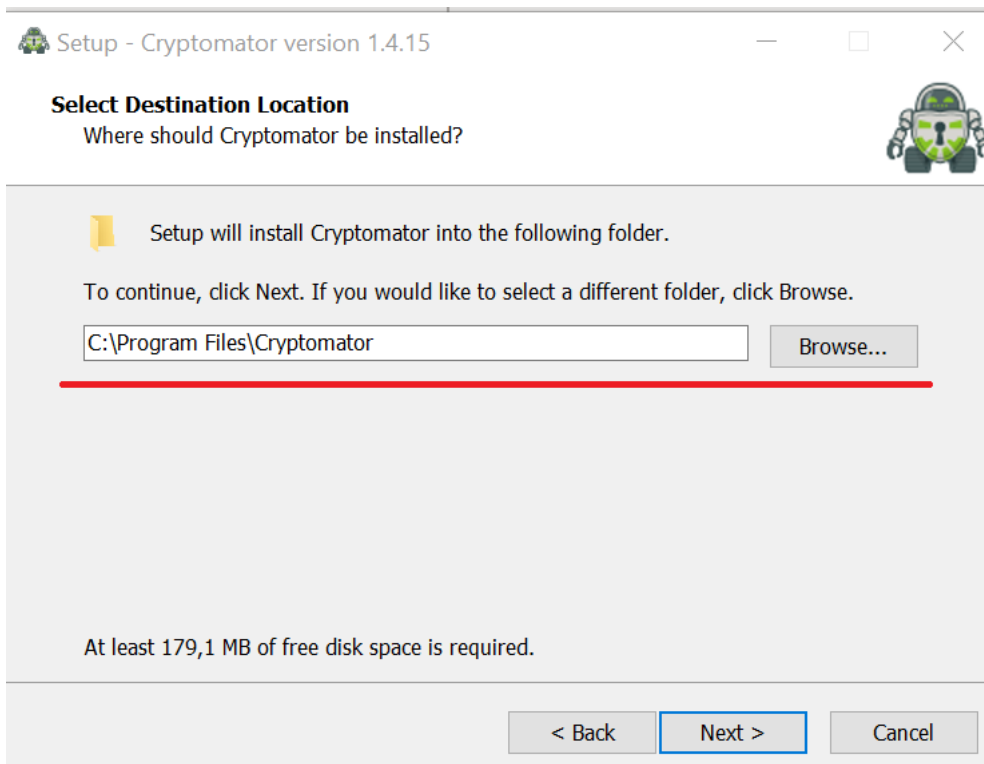 Setup - Cryptomator version 1.4.15
Select Destination Location
Where should Cryptomator be installed?
Setup will install Cryptomator into the following folder.
To continue, click Next. If you would like to select a different folder, click Browse.
C:\Program Files\Cryptomator
Browse...
At least 179,1 MB of free disk space is required.
< Back
Next >
Cancel